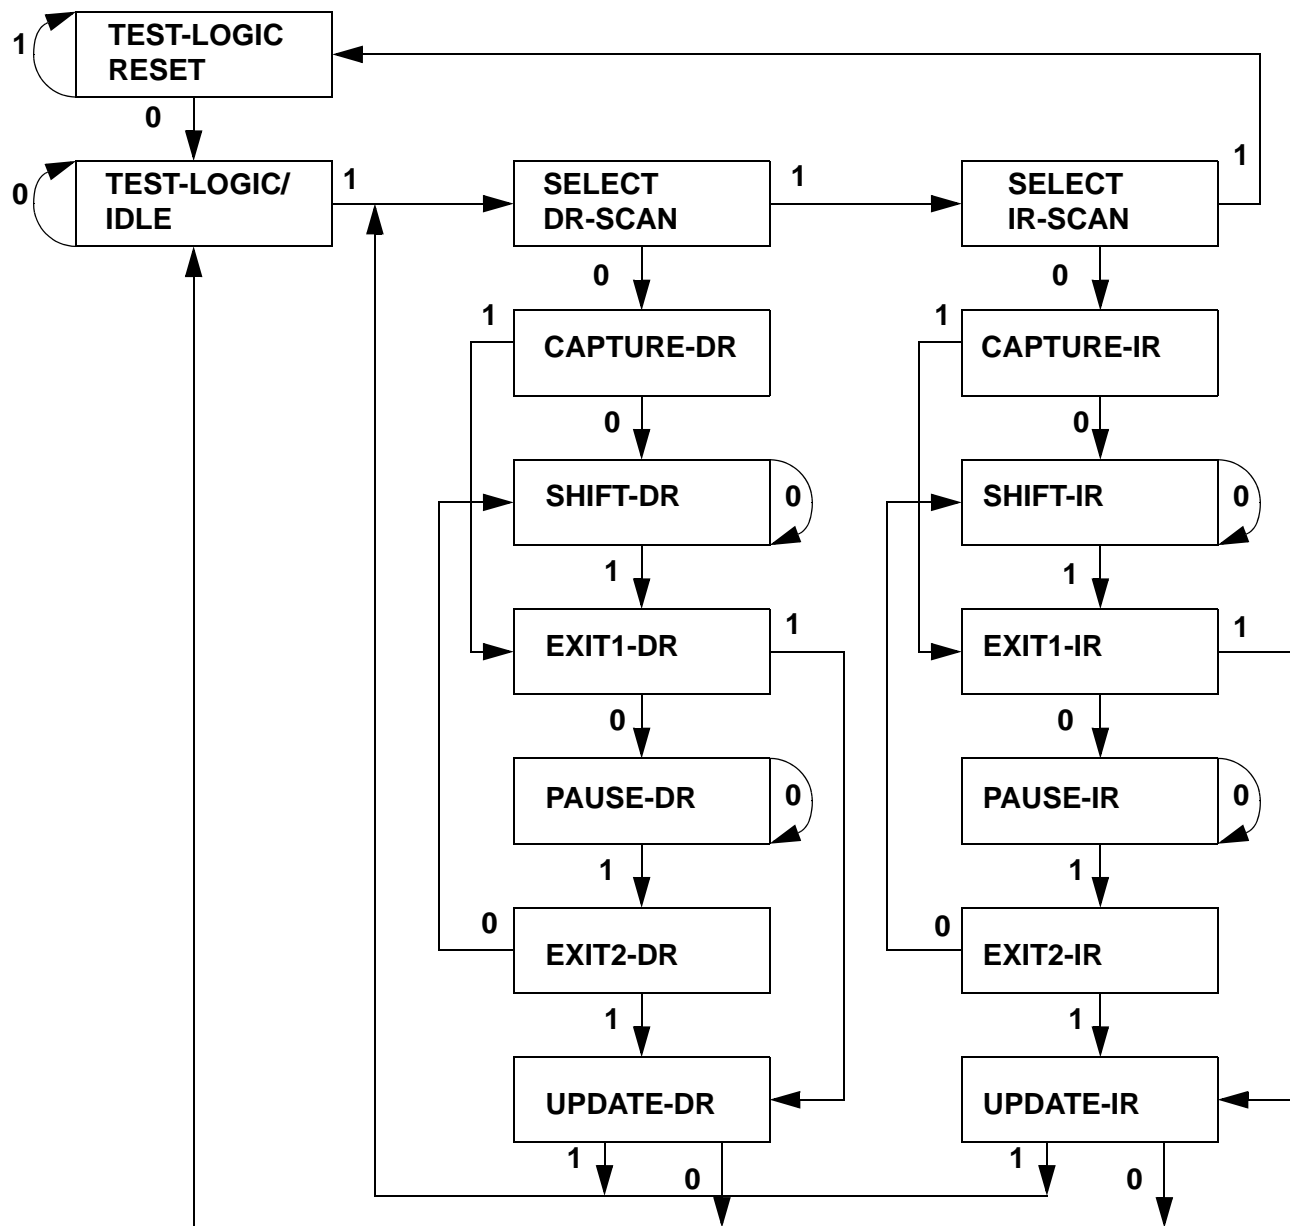 1
TEST-LOGIC
RESET
0
0
TEST-LOGIC/
IDLE
1
SELECT
DR-SCAN
1
SELECT
IR-SCAN
1
0
0
1
CAPTURE-DR
1
CAPTURE-IR
0
0
SHIFT-DR
0
SHIFT-IR
0
1
1
EXIT1-DR
1
EXIT1-IR
1
0
0
PAUSE-DR
0
PAUSE-IR
0
1
1
0
EXIT2-DR
0
EXIT2-IR
1
1
UPDATE-DR
UPDATE-IR
1
0
1
0